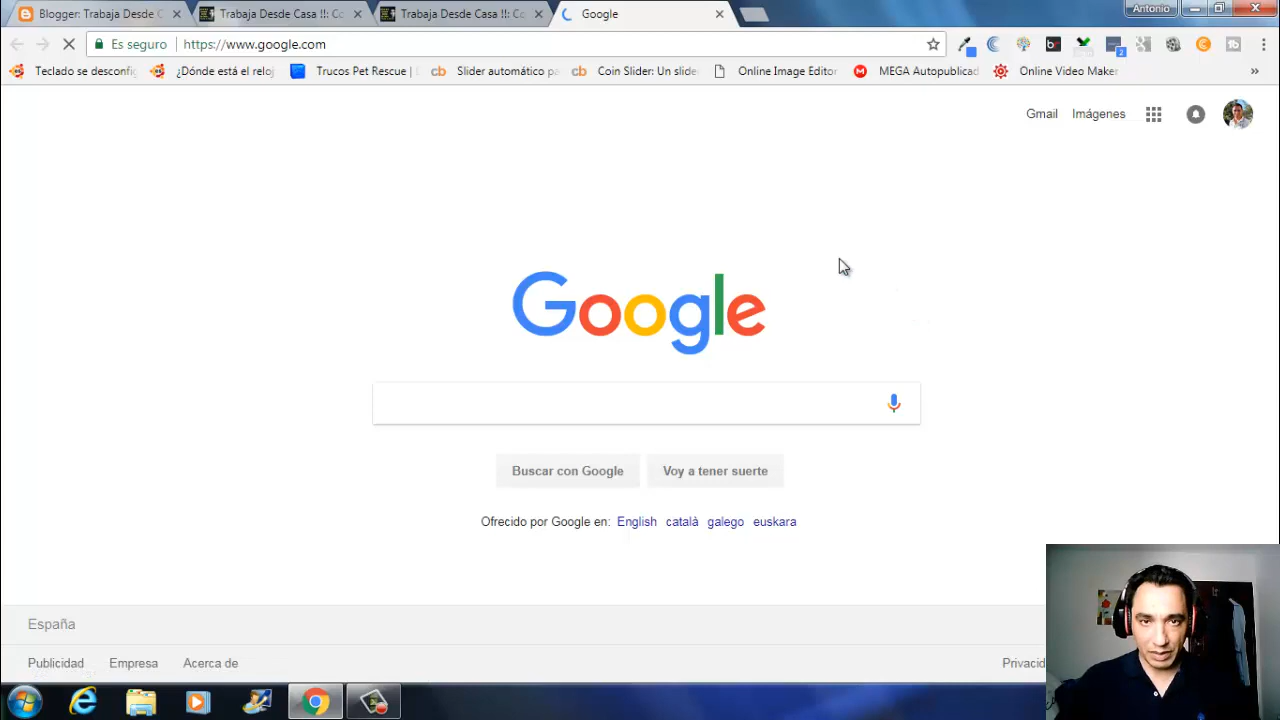 Blogger: Trabaja Desde C
Trabaja Desde Casa !!: Co
Trabaja Desde Casa !!: Co
Google
Antonio
Es seguro
https://www.google.com
Teclado se desconfig
¿Dónde está el reloj
Trucos Pet Rescue
Slider automático pa
Coin Slider: Un slide
Online Image Editor
MEGA Autopublicad
Online Video Maker
»
Gmail
Imágenes
Google
Buscar con Google
Voy a tener suerte
Ofrecido por Google en: English català galego euskara
España
Publicidad
Empresa
Acerca de
Privacid